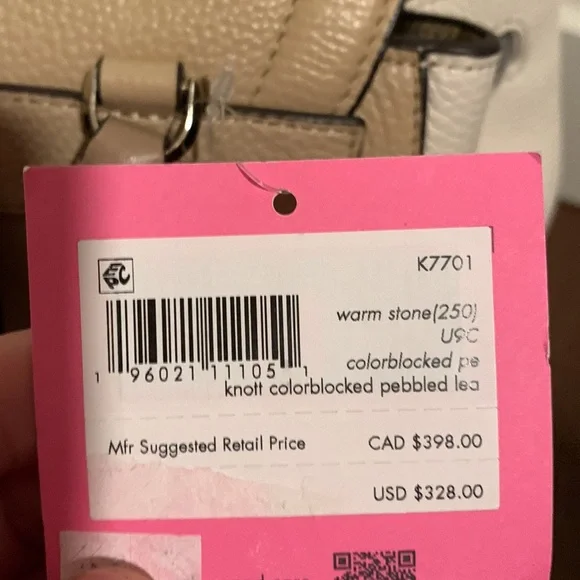 K7701
warm stone(250)
U9C
colorblocked pe
1 96021 11105 1
knott colorblocked pebbled lea
Mfr Suggested Retail Price CAD $398.00
USD $328.00